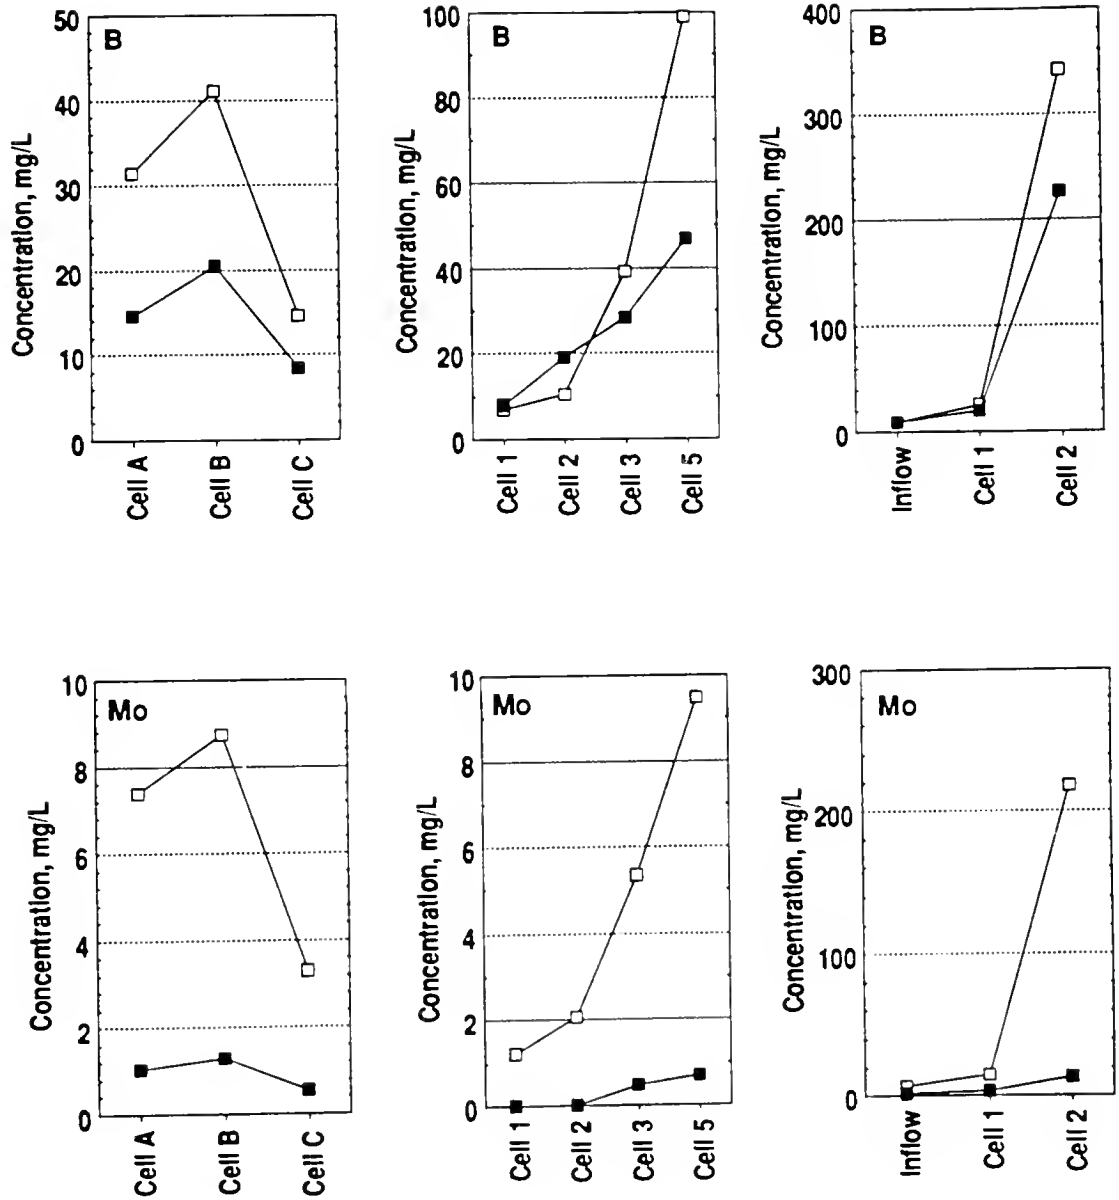 B
50
40
30
20
10
0
Concentration, mg/L
Cell A
Cell B
Cell C
B
100
80
60
40
20
0
Concentration, mg/L
Cell 1
Cell 2
Cell 3
Cell 5
B
400
300
200
100
0
Concentration, mg/L
Inflow
Cell 1
Cell 2
Mo
10
8
6
4
2
0
Concentration, mg/L
Cell A
Cell B
Cell C
Mo
10
8
6
4
2
0
Concentration, mg/L
Cell 1
Cell 2
Cell 3
Cell 5
Mo
300
200
100
0
Concentration, mg/L
Inflow
Cell 1
Cell 2